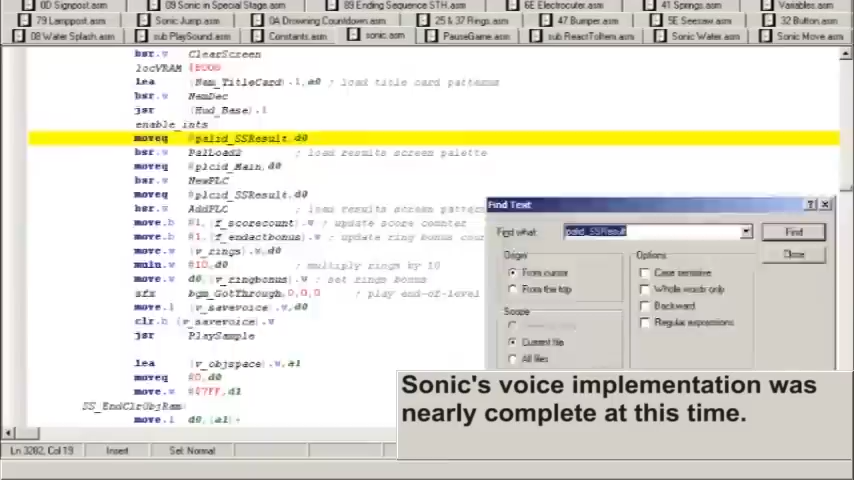 0D Signpost.asm
09 Sonic in Special Stage.asm
89 Ending Sequence STH.asm
6E Electrocuter.asm
41 Springs.asm
Variables.asm
79 Lamppost.asm
Sonic Jump.asm
0A Drowning Countdown.asm
25 & 37 Rings.asm
47 Bumper.asm
5E Seesaw.asm
32 Button.asm
08 Water Splash.asm
sub PlaySound.asm
Constants.asm
sonic.asm
PauseGame.asm
sub ReactToItem.asm
Sonic Water.asm
Sonic Move.asm
bsr.w ClearScreen
locVRAM $B000
lea (Nem_TitleCard).l,a0 ; load title card patterns
bsr.w NemDec
jsr (Hud_Base).l
enable_ints
moveq #palid_SSResult,d0
bsr.w PalLoad2 ; load results screen palette
moveq #plcid_Main,d0
bsr.w NewPLC
moveq #plcid_SSResult,d0
bsr.w AddPLC ; load results screen pattern
move.b #1,(f_scorecount).w ; update score counter
move.b #1,(f_endactbonus).w ; update ring bonus cou
move.w (v_rings).w,d0
mulu.w #10,d0 ; multiply rings by 10
move.w d0,(v_ringbonus).w ; set rings bonus
sfx bgm_GotThrough,0,0,0 ; play end-of-level
move.l (v_savevoice).w,d0
clr.b (v_savevoice).w
jsr PlaySample
lea (v_objspace).w,a1
moveq #0,d0
move.w #$7FF,d1
SS_EndClrObjRam:
move.l d0,(a1)+
Find Text
Find what:
palid_SSResult
Find
Close
Origin
From cursor
From the top
Options
Case sensitive
Whole words only
Backward
Regular expressions
Scope
Current file
All files
Sonic's voice implementation was
nearly complete at this time.
Ln 3282, Col 19
Insert
Sel: Normal